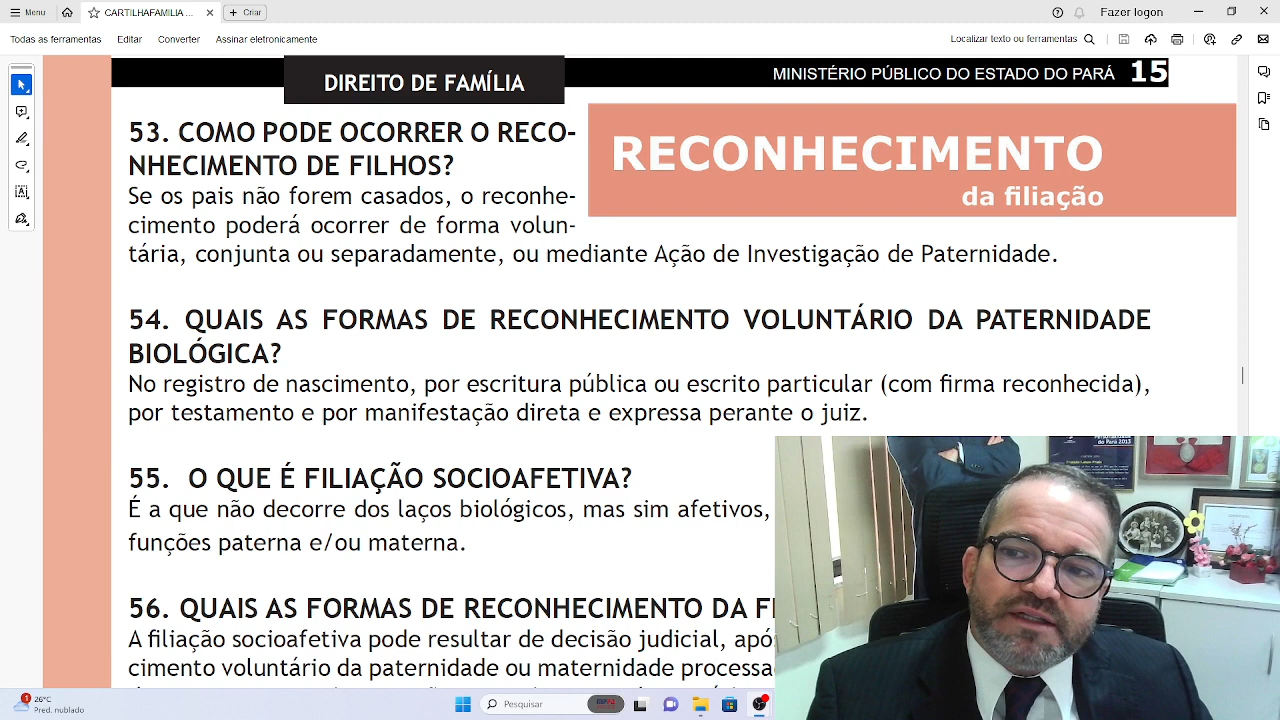 Menu
CARTILHAFAMILIA ...
Criar
Fazer logon
Todas as ferramentas
Editar
Converter
Assinar eletronicamente
Localizar texto ou ferramentas
DIREITO DE FAMÍLIA
MINISTÉRIO PÚBLICO DO ESTADO DO PARÁ 15
RECONHECIMENTO
da filiação
53. COMO PODE OCORRER O RECO-
NHECIMENTO DE FILHOS?
Se os pais não forem casados, o reconhe-
cimento poderá ocorrer de forma volun-
tária, conjunta ou separadamente, ou mediante Ação de Investigação de Paternidade.
54. QUAIS AS FORMAS DE RECONHECIMENTO VOLUNTÁRIO DA PATERNIDADE
BIOLÓGICA?
No registro de nascimento, por escritura pública ou escrito particular (com firma reconhecida),
por testamento e por manifestação direta e expressa perante o juiz.
55. O QUE É FILIAÇÃO SOCIOAFETIVA?
É a que não decorre dos laços biológicos, mas sim afetivos,
funções paterna e/ou materna.
56. QUAIS AS FORMAS DE RECONHECIMENTO DA
A filiação socioafetiva pode resultar de decisão judicial,
cimento voluntário da paternidade ou maternidade
Personalidade
do Pará 2013
1
26°C
Pred. nublado
Pesquisar